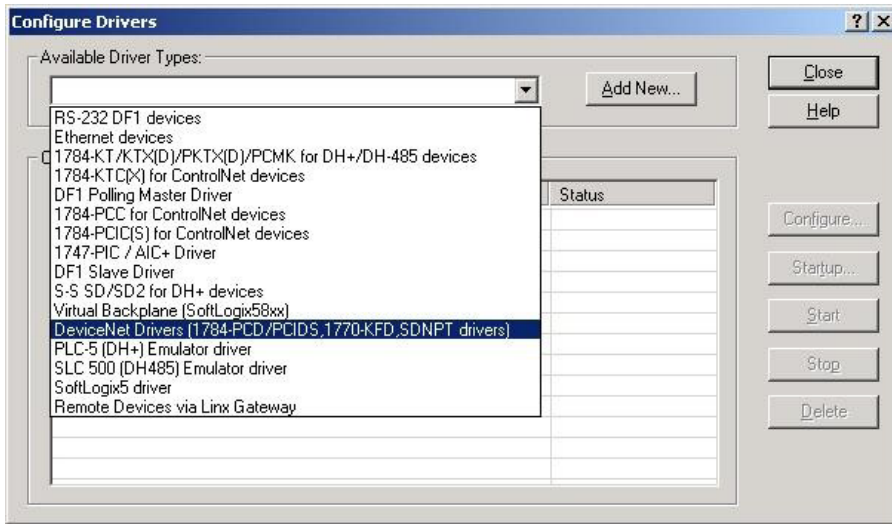 Configure Drivers
Available Driver Types:
Add New...
Close
Help
RS-232 DF1 devices
Ethernet devices
1784-KT/KTX(D)/PKTX(D)/PCMK for DH+/DH-485 devices
1784-KTC(X) for ControlNet devices
DF1 Polling Master Driver
1784-PCC for ControlNet devices
1784-PCIC(S) for ControlNet devices
1747-PIC / AIC+ Driver
DF1 Slave Driver
S-S SD/SD2 for DH+ devices
Virtual Backplane (SoftLogix58xx)
DeviceNet Drivers (1784-PCD/PCIDS,1770-KFD,SDNPT drivers)
PLC-5 (DH+) Emulator driver
SLC 500 (DH485) Emulator driver
SoftLogix5 driver
Remote Devices via Linx Gateway
Status
Configure...
Startup...
Start
Stop
Delete